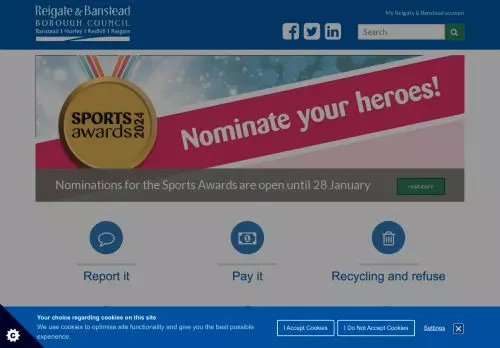 Reigate & Banstead
BOROUGH COUNCIL
Banstead | Horley | Redhill | Reigate
My Reigate & Banstead account
Search
SPORTS
awards 2024
Nominate your heroes!
Nominations for the Sports Awards are open until 28 January
read more
Report it
Pay it
Recycling and refuse
Your choice regarding cookies on this site
We use cookies to optimise site functionality and give you the best possible
experience.
I Accept Cookies
I Do Not Accept Cookies
Settings